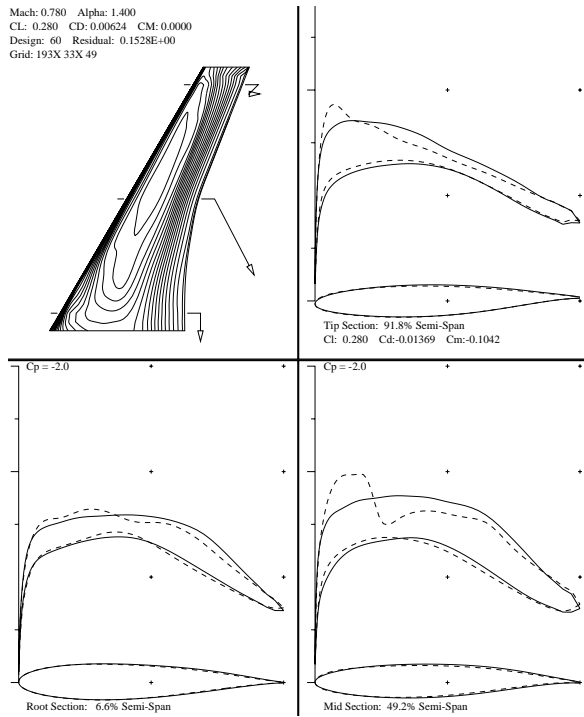 Mach: 0.780 Alpha: 1.400
CL: 0.280 CD: 0.00624 CM: 0.0000
Design: 60 Residual: 0.1528E+00
Grid: 193X 33X 49
Tip Section: 91.8% Semi-Span
Cl: 0.280 Cd:-0.01369 Cm:-0.1042
Cp = -2.0
Root Section: 6.6% Semi-Span
Cp = -2.0
Mid Section: 49.2% Semi-Span